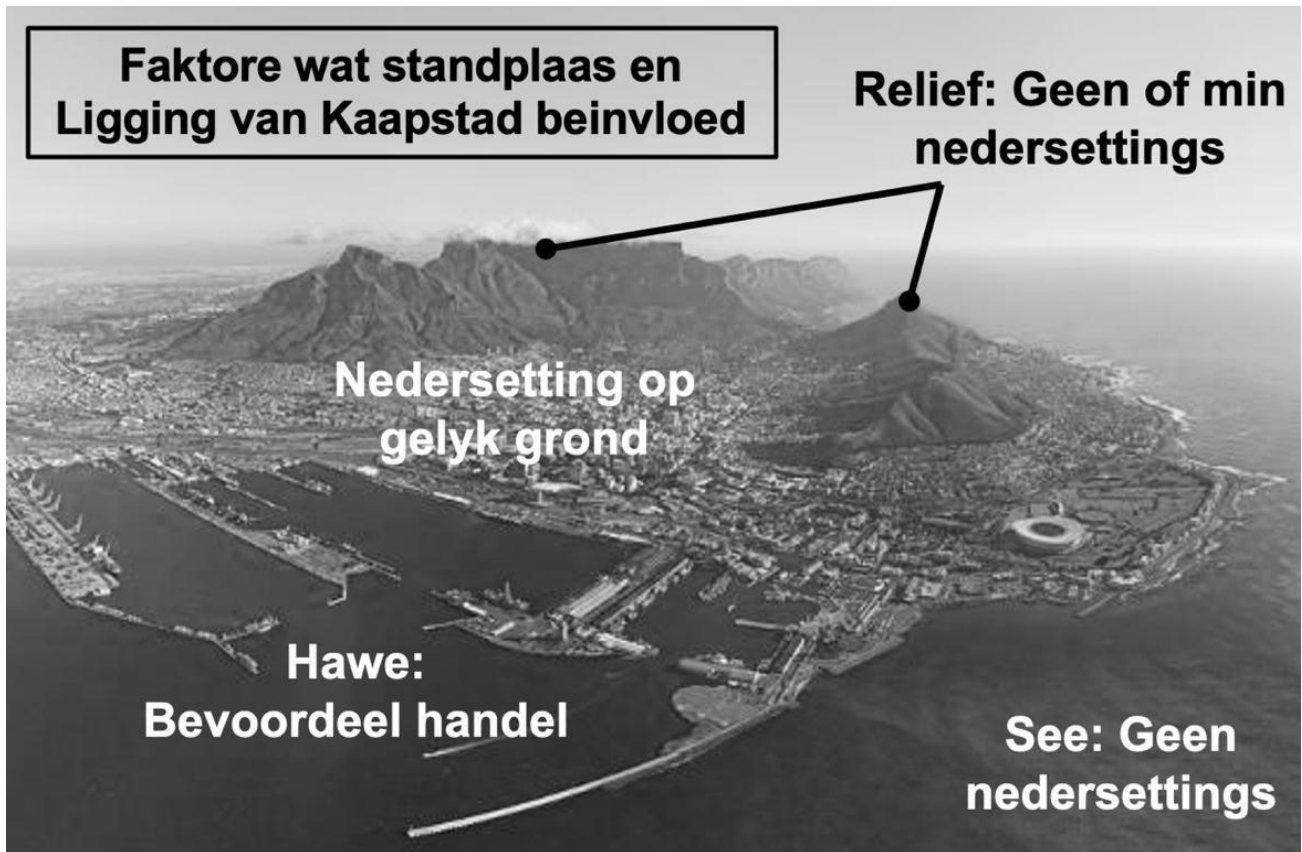 Faktore wat standplaas en
Ligging van Kaapstad beinvloed
Relief: Geen of min
nedersettings
Nedersetting op
gelyk grond
Hawe:
Bevoordeel handel
See: Geen
nedersettings